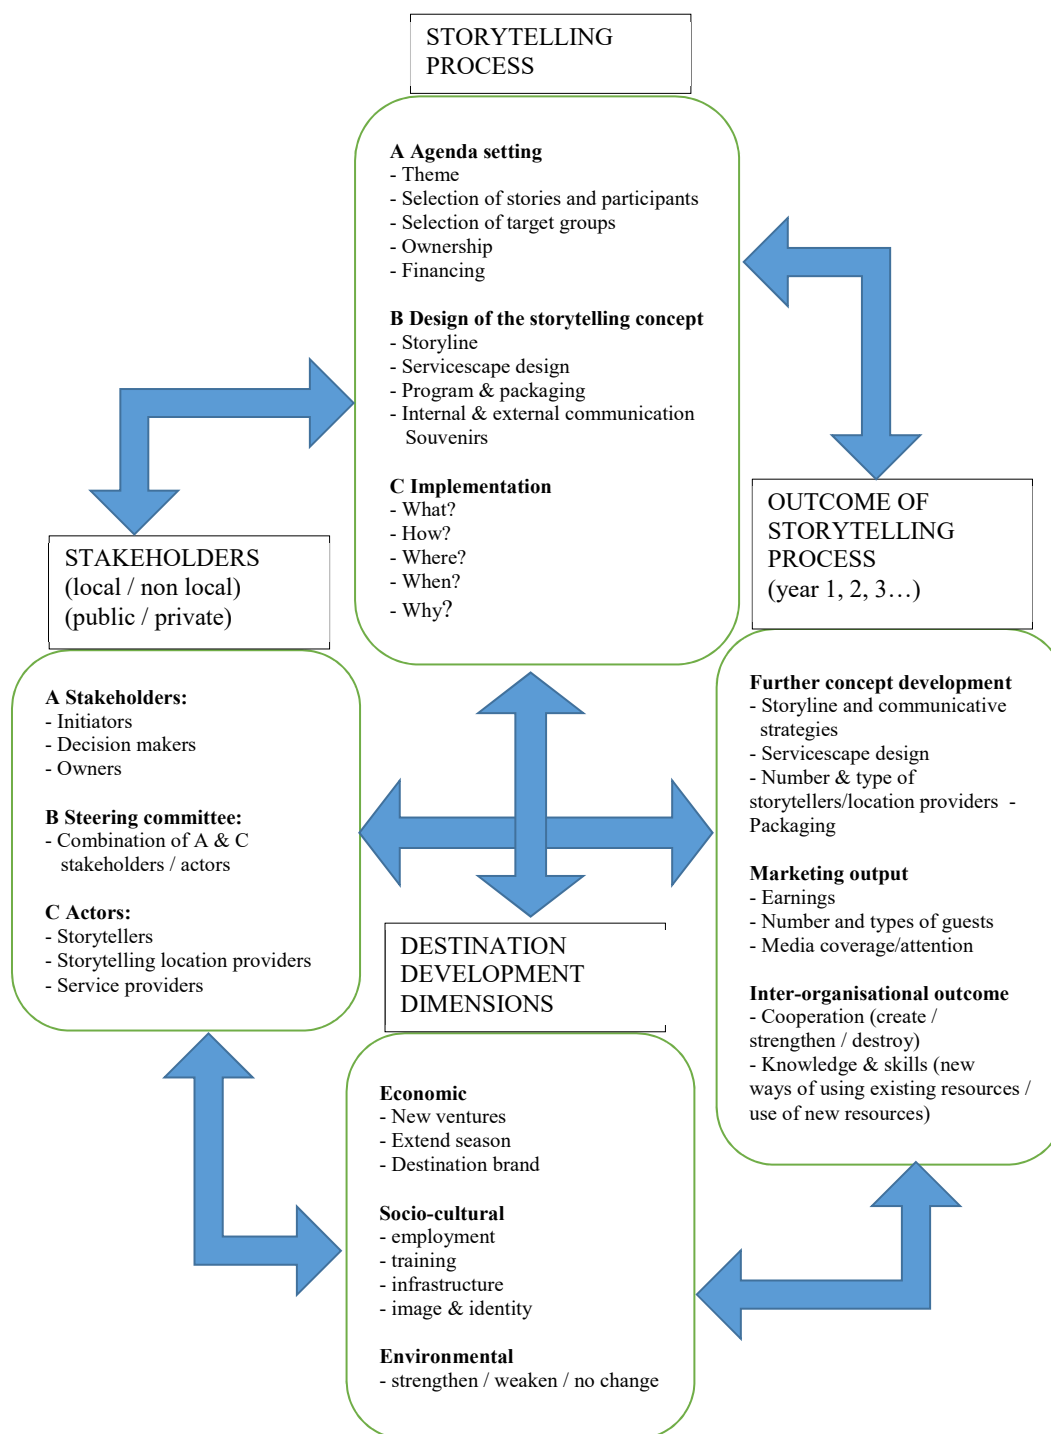 STORYTELLING
PROCESS
A Agenda setting
- Theme
- Selection of stories and participants
- Selection of target groups
- Ownership
- Financing
B Design of the storytelling concept
- Storyline
- Servicescape design
- Program & packaging
- Internal & external communication
Souvenirs
C Implementation
- What?
- How?
- Where?
- When?
- Why?
STAKEHOLDERS
(local / non local)
(public / private)
A Stakeholders:
- Initiators
- Decision makers
- Owners
B Steering committee:
- Combination of A & C
stakeholders / actors
C Actors:
- Storytellers
- Storytelling location providers
- Service providers
OUTCOME OF
STORYTELLING
PROCESS
(year 1, 2, 3…)
Further concept development
- Storyline and communicative
strategies
- Servicescape design
- Number & type of
storytellers/location providers -
Packaging
Marketing output
- Earnings
- Number and types of guests
- Media coverage/attention
Inter-organisational outcome
- Cooperation (create /
strengthen / destroy)
- Knowledge & skills (new
ways of using existing resources /
use of new resources)
DESTINATION
DEVELOPMENT
DIMENSIONS
Economic
- New ventures
- Extend season
- Destination brand
Socio-cultural
- employment
- training
- infrastructure
- image & identity
Environmental
- strengthen / weaken / no change